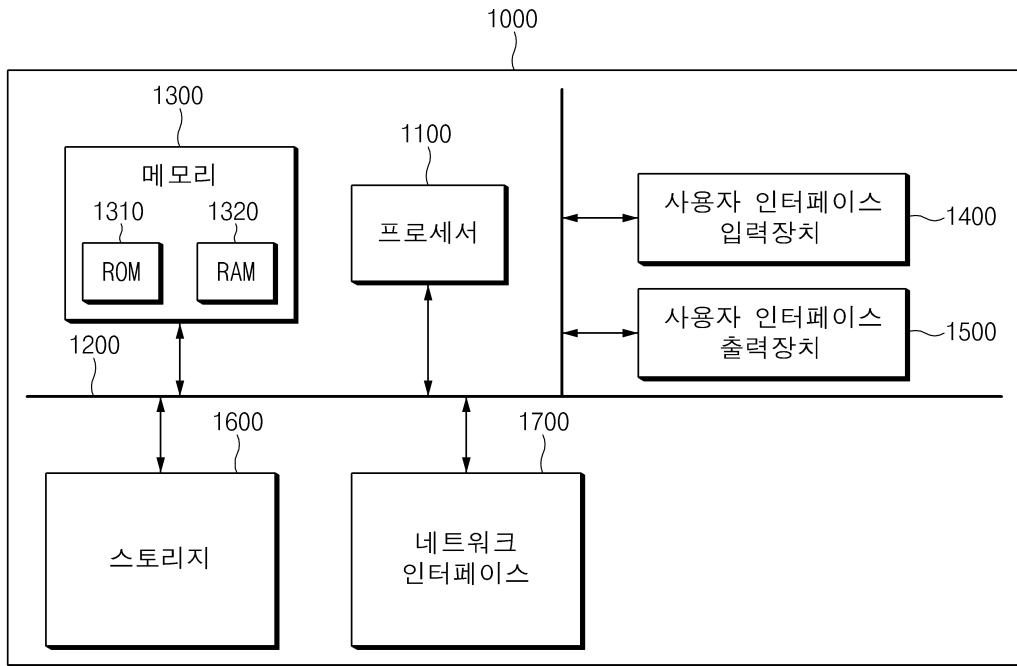 1000
1300
메모리
1310
1320
ROM
RAM
1100
프로세서
사용자 인터페이스
입력장치
1400
사용자 인터페이스
출력장치
1500
1200
1600
스토리지
1700
네트워크
인터페이스